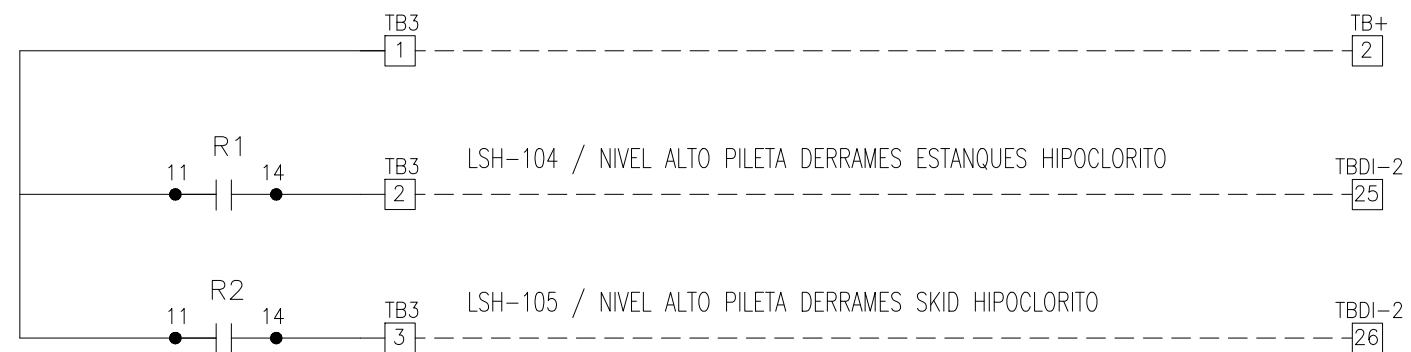 TB3 TB+
1 2
R1 LSH-104 / NIVEL ALTO PILETA DERRAMES ESTANQUES HIPOCLORITO
11 14 TB3 TBDI-2
2 25
R2 LSH-105 / NIVEL ALTO PILETA DERRAMES SKID HIPOCLORITO
11 14 TB3 TBDI-2
3 26